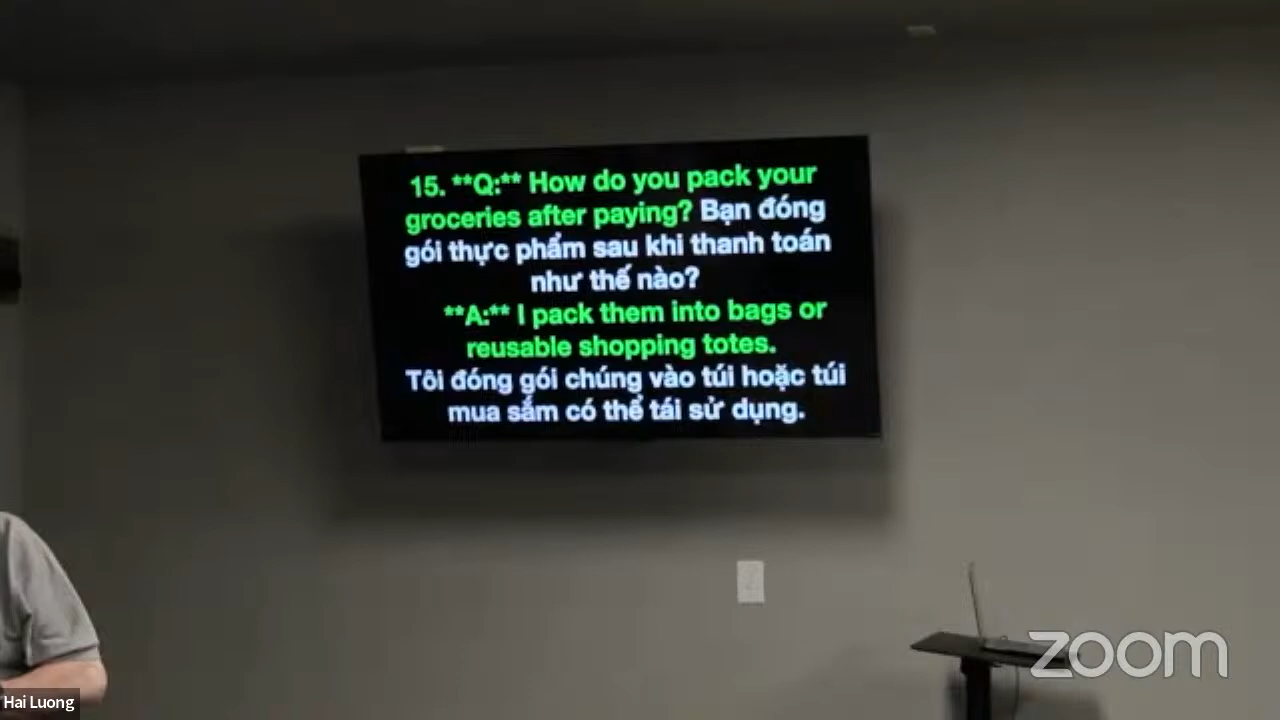 15. **Q:** How do you pack your
groceries after paying? Bạn đóng
gói thực phẩm sau khi thanh toán
như thế nào?
**A:** I pack them into bags or
reusable shopping totes.
Tôi đóng gói chúng vào túi hoặc túi
mua sắm có thể tái sử dụng.
zoom
Hai Luong